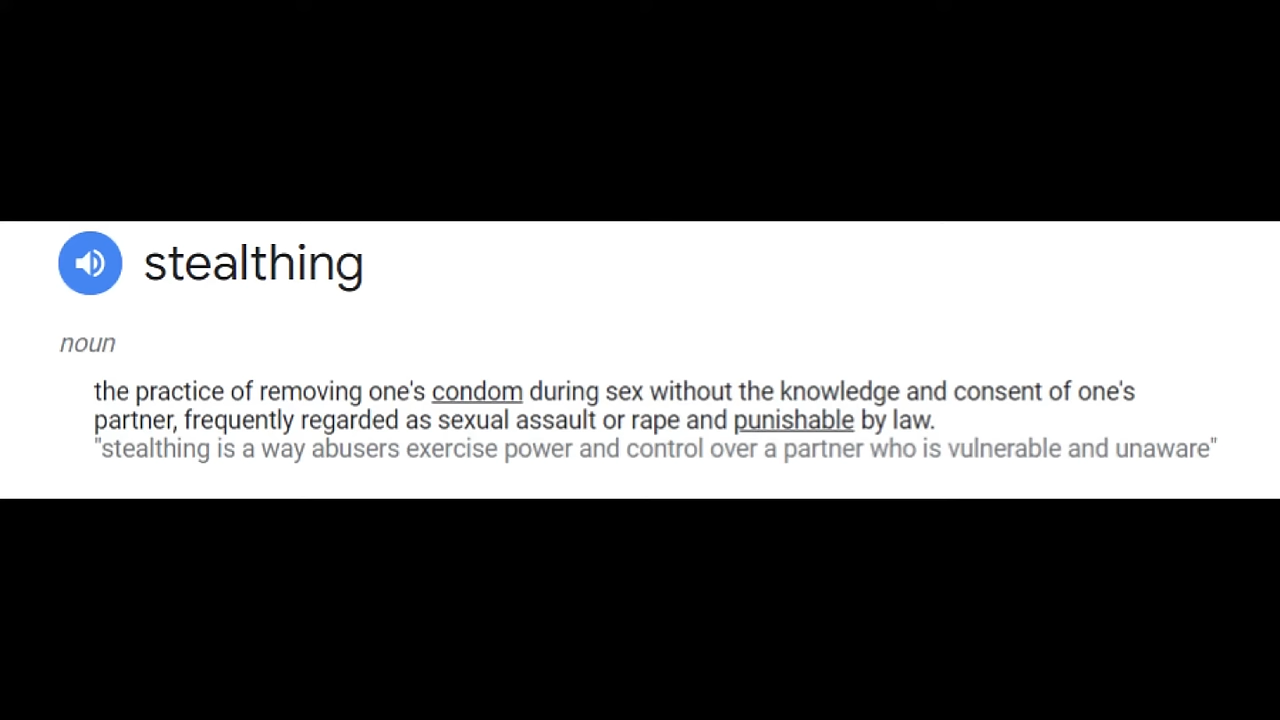 stealthing
noun
the practice of removing one's condom during sex without the knowledge and consent of one's
partner, frequently regarded as sexual assault or rape and punishable by law.
"stealthing is a way abusers exercise power and control over a partner who is vulnerable and unaware"